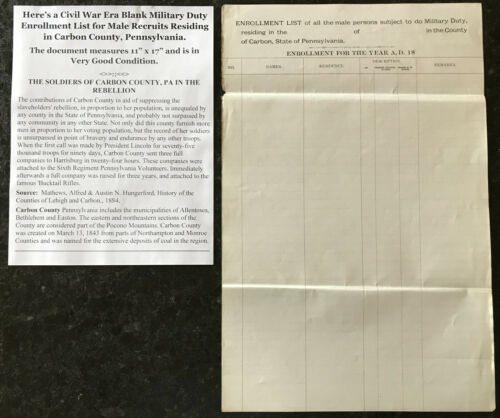 Here's a Civil War Era Blank Military Duty
Enrollment List for Male Recruits Residing
in Carbon County, Pennsylvania.
The document measures 11" x 17" and is in
Very Good Condition.
<>::<>
THE SOLDIERS OF CARBON COUNTY, PA IN THE
REBELLION
The contributions of Carbon County in aid of suppressing the
slaveholders' rebellion, in proportion to her population, is unequaled by
any county in the State of Pennsylvania, and probably not surpassed by
any community in any other State. Not only did this county furnish more
men in proportion to her voting population, but the record of her soldiers
is unsurpassed in point of bravery and endurance by any other troops.
When the first call was made by President Lincoln for seventy-five
thousand troops for ninety days, Carbon County sent three full
companies to Harrisburg in twenty-four hours. These companies were
attached to the Sixth Regiment Pennsylvania Volunteers. Immediately
afterwards a full company was raised for three years, and attached to the
famous 'Bucktail Rifles.
Source: Mathews, Alfred & Austin N. Hungerford, History of the
Counties of Lehigh and Carbon,, 1884.
Carbon County Pennsylvania includes the municipalities of Allentown,
Bethlehem and Easton. The eastern and northeastern sections of the
County are considered part of the Pocono Mountains. Carbon County
was created on March 13, 1843 from parts of Northampton and Monroe
Counties and was named for the extensive deposits of coal in the region.
ENROLLMENT LIST of all the male persons subject to do Military Duty,
residing in the of in the County
of Carbon, State of Pennsylvania.
ENROLLMENT FOR THE YEAR A, D. 18
NO. NAMES. RESIDENCE. DESCRIPTION. REMARKS.